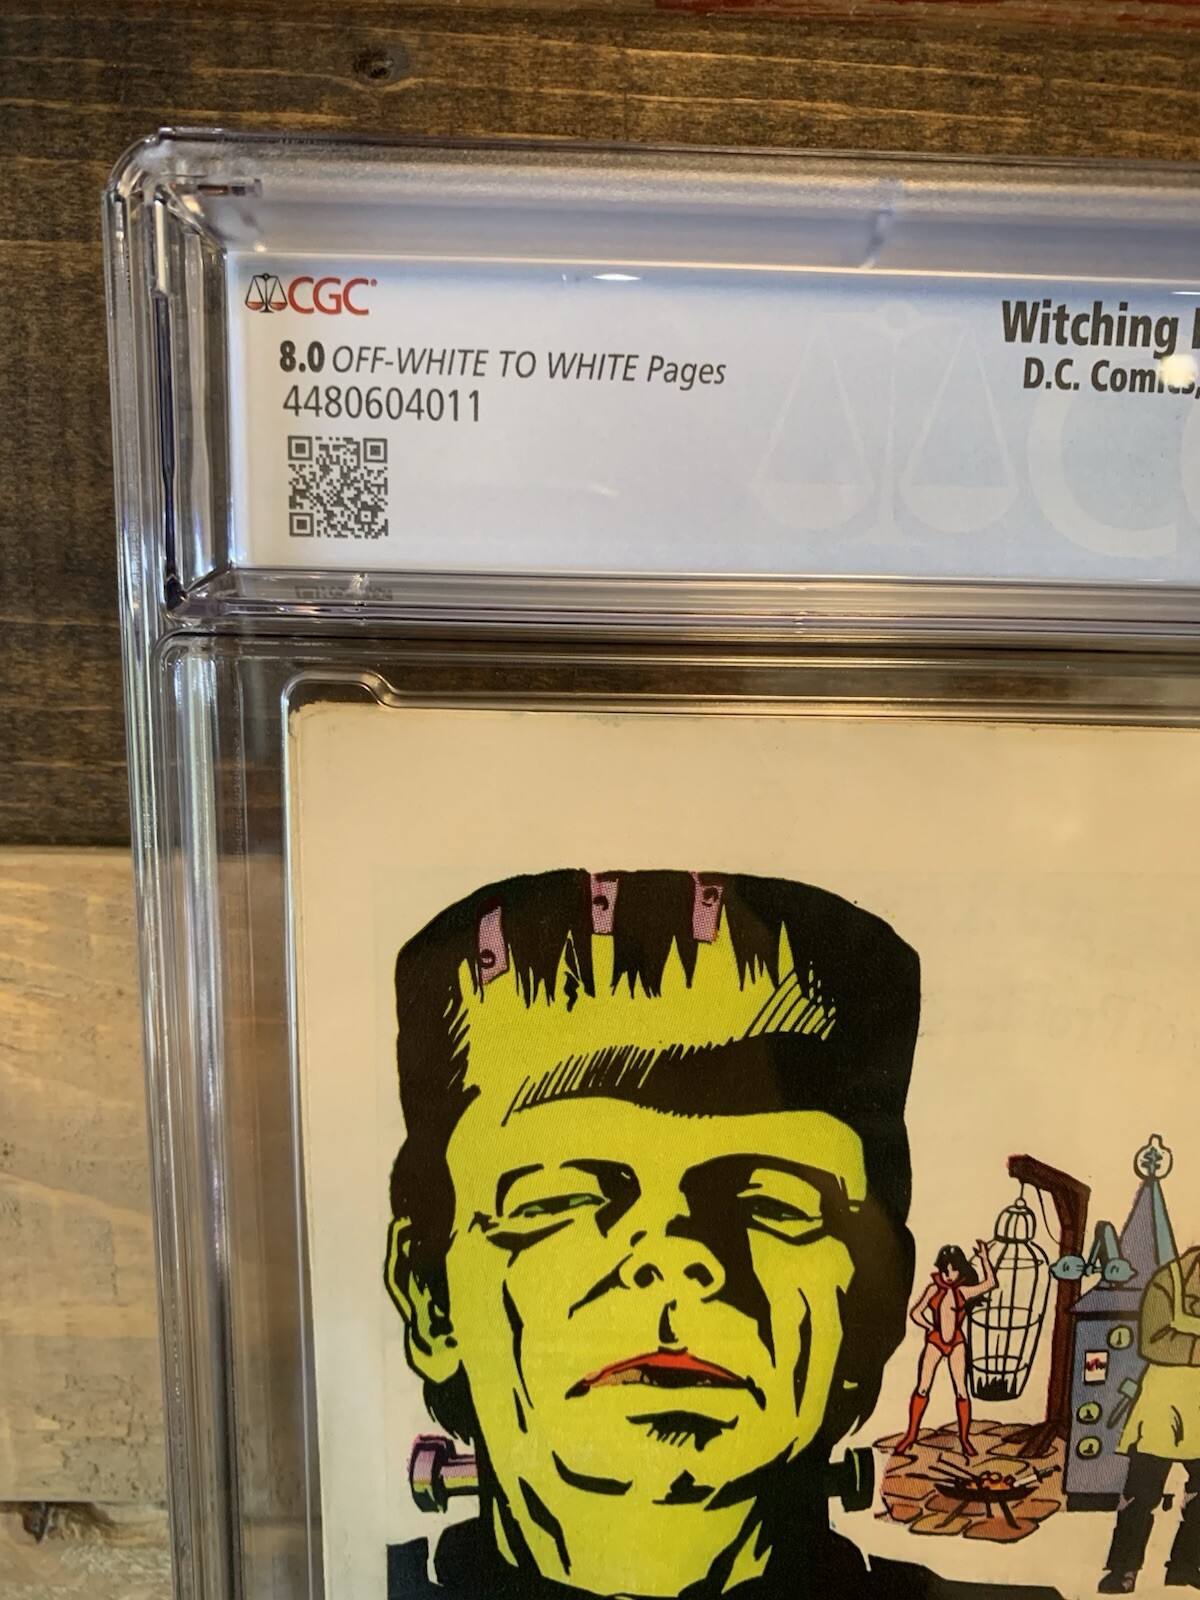 CGC
8.0 OFF-WHITE TO WHITE Pages
4480604011
Witching
D.C. Comics,